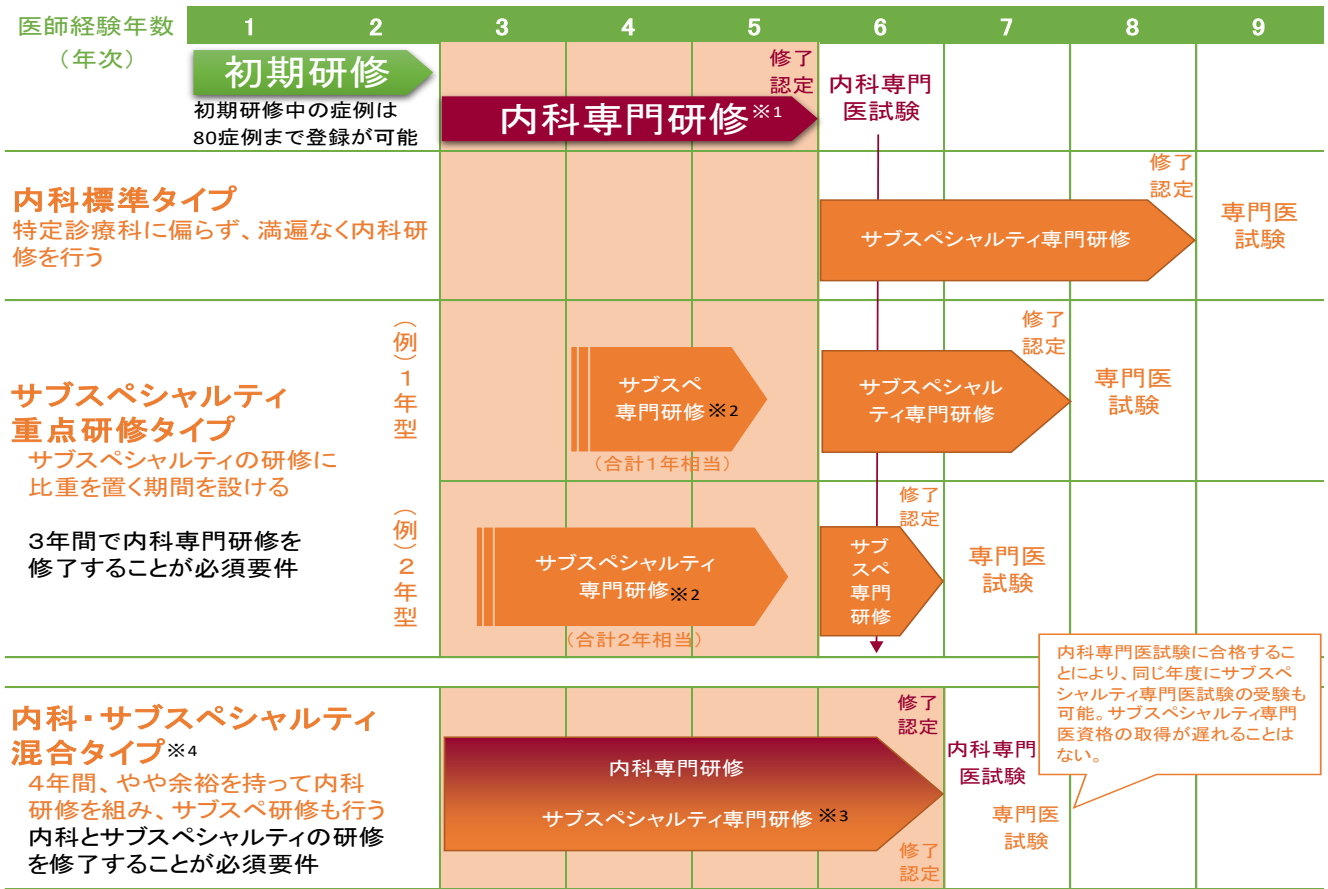 医師経験年数
（年次）
1 2 3 4 5 6 7 8 9
初期研修
初期研修中の症例は
80症例まで登録が可能
修了
認定
内科専門研修※1
内科専門
医試験
内科標準タイプ
特定診療科に偏らず、満遍なく内科研
修を行う
修了
認定
サブスペシャルティ専門研修
専門医
試験
サブスペシャルティ
重点研修タイプ
サブスペシャルティの研修に
比重を置く期間を設ける
3年間で内科専門研修を
修了することが必須要件
（例）1年型
サブスペ
専門研修※2
（合計1年相当）
修了
認定
サブスペシャル
ティ専門研修
専門医
試験
（例）2年型
サブスペシャルティ
専門研修※2
（合計2年相当）
修了
認定
サブ
スペ
専門
研修
専門医
試験
内科・サブスペシャルティ
混合タイプ※4
4年間、やや余裕を持って内科
研修を組み、サブスペ研修も行う
内科とサブスペシャルティの研修
を修了することが必須要件
修了
認定
内科専門研修
サブスペシャルティ専門研修 ※3
修了
認定
内科専門
医試験
専門医
試験
内科専門医試験に合格するこ
とにより、同じ年度にサブスペ
シャルティ専門医試験の受験も
可能。サブスペシャルティ専門
医資格の取得が遅れることは
ない。